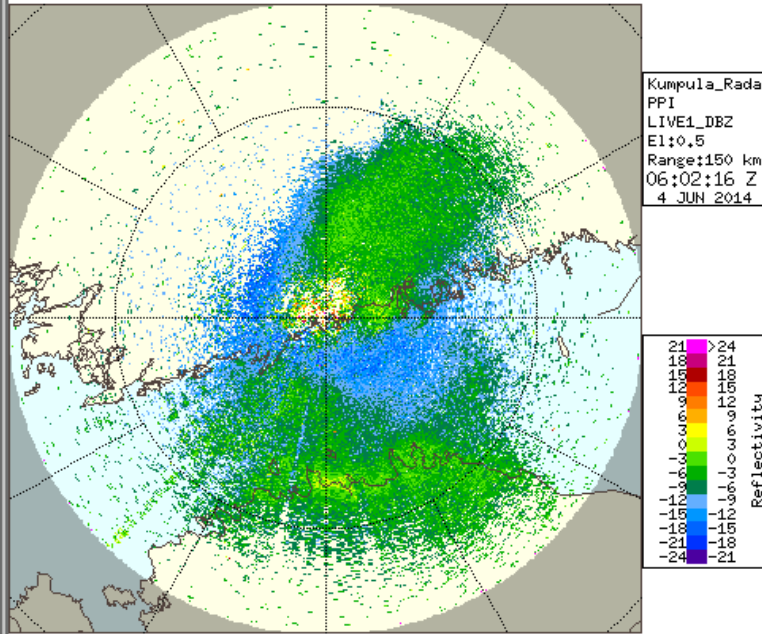 Kumpula_Rada
PPI
LIVE1_DBZ
El:0.5
Range:150 km
06:02:16 Z
4 JUN 2014
21 >24
18 21
15 18
12 15
9 12
6 9
3 6
0 3
-3 0
-6 -3
-9 -6
-12 -9
-15 -12
-18 -15
-21 -18
-24 -21
Reflectivity